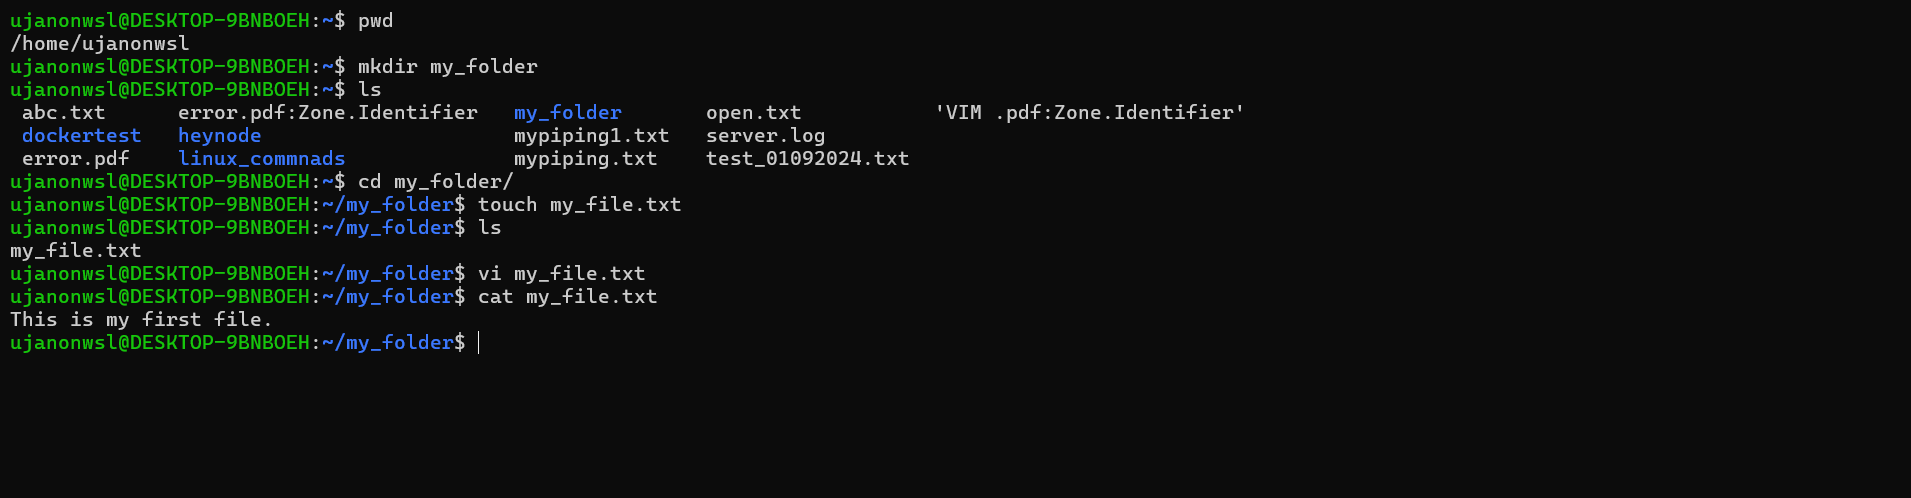 ujanonwsl@DESKTOP-9BNBOEH:~$ pwd
/home/ujanonwsl
ujanonwsl@DESKTOP-9BNBOEH:~$ mkdir my_folder
ujanonwsl@DESKTOP-9BNBOEH:~$ ls
 abc.txt      error.pdf:Zone.Identifier   my_folder       open.txt           'VIM .pdf:Zone.Identifier'
 dockertest   heynode                     mypiping1.txt   server.log
 error.pdf    linux_commnads              mypiping.txt    test_01092024.txt
ujanonwsl@DESKTOP-9BNBOEH:~$ cd my_folder/
ujanonwsl@DESKTOP-9BNBOEH:~/my_folder$ touch my_file.txt
ujanonwsl@DESKTOP-9BNBOEH:~/my_folder$ ls
my_file.txt
ujanonwsl@DESKTOP-9BNBOEH:~/my_folder$ vi my_file.txt
ujanonwsl@DESKTOP-9BNBOEH:~/my_folder$ cat my_file.txt
This is my first file.
ujanonwsl@DESKTOP-9BNBOEH:~/my_folder$